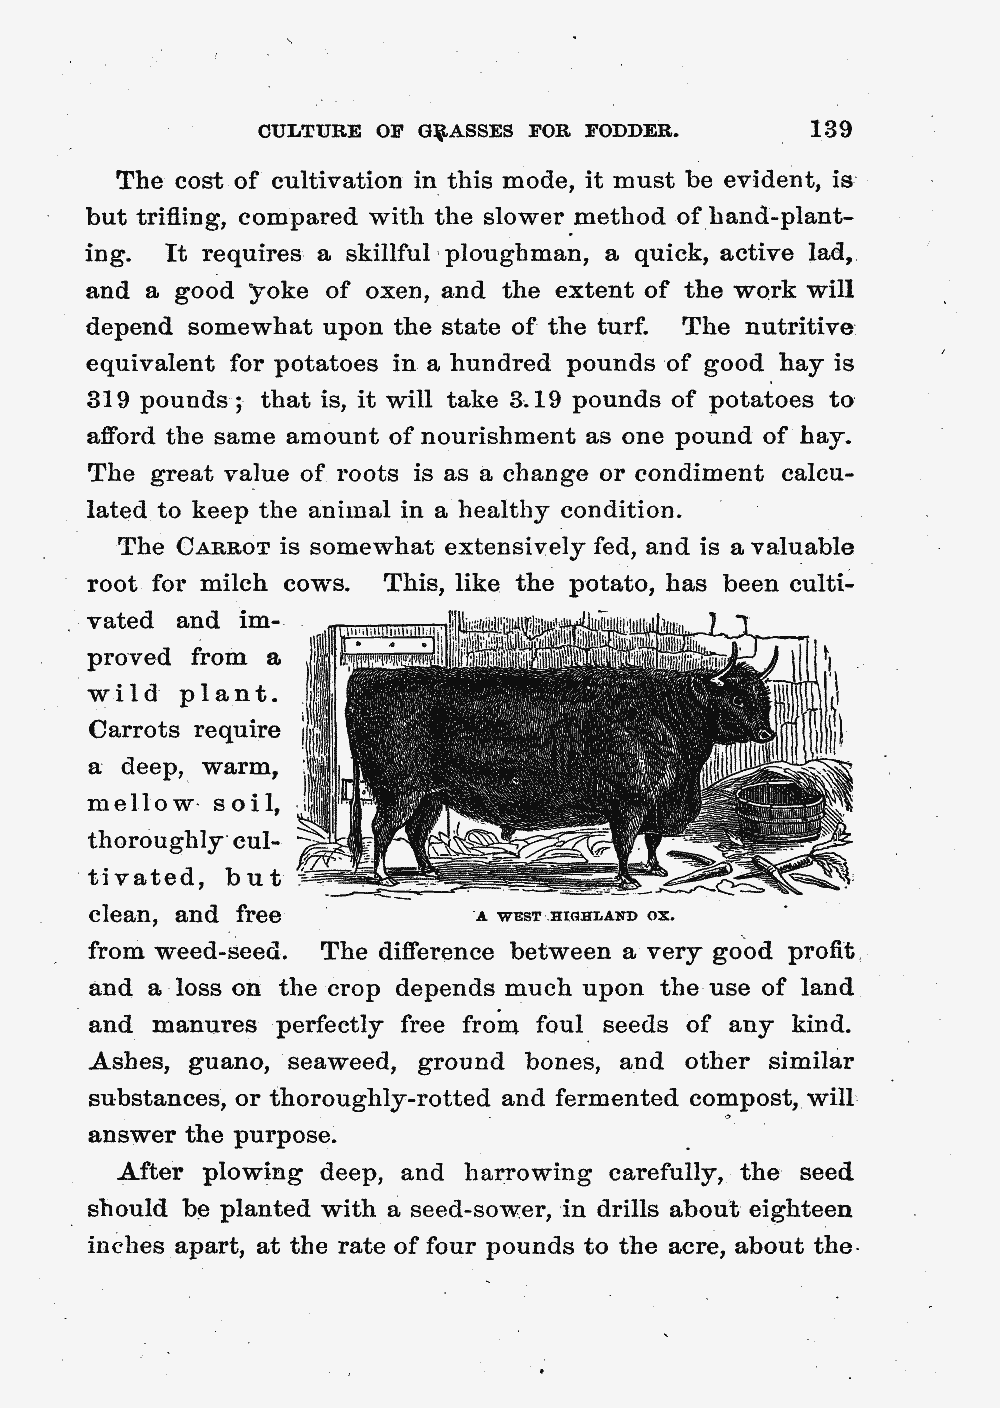 CULTURE OF GRASSES FOR FODDER. 139
The cost of cultivation in this mode, it must be evident, is
but trifling, compared with the slower method of hand-plant-
ing. It requires a skillful ploughman, a quick, active lad,
and a good yoke of oxen, and the extent of the work will
depend somewhat upon the state of the turf. The nutritive
equivalent for potatoes in a hundred pounds of good hay is
319 pounds; that is, it will take 3.19 pounds of potatoes to
afford the same amount of nourishment as one pound of hay.
The great value of roots is as a change or condiment calcu-
lated to keep the animal in a healthy condition.
The CARROT is somewhat extensively fed, and is a valuable
root for milch cows. This, like the potato, has been culti-
vated and im-
proved from a
wild plant.
Carrots require
a deep, warm,
mellow soil,
thoroughly cul-
tivated, but
clean, and free
A WEST HIGHLAND OX.
from weed-seed. The difference between a very good profit
and a loss on the crop depends much upon the use of land
and manures perfectly free from foul seeds of any kind.
Ashes, guano, seaweed, ground bones, and other similar
substances, or thoroughly-rotted and fermented compost, will
answer the purpose.
After plowing deep, and harrowing carefully, the seed
should be planted with a seed-sower, in drills about eighteen
inches apart, at the rate of four pounds to the acre, about the